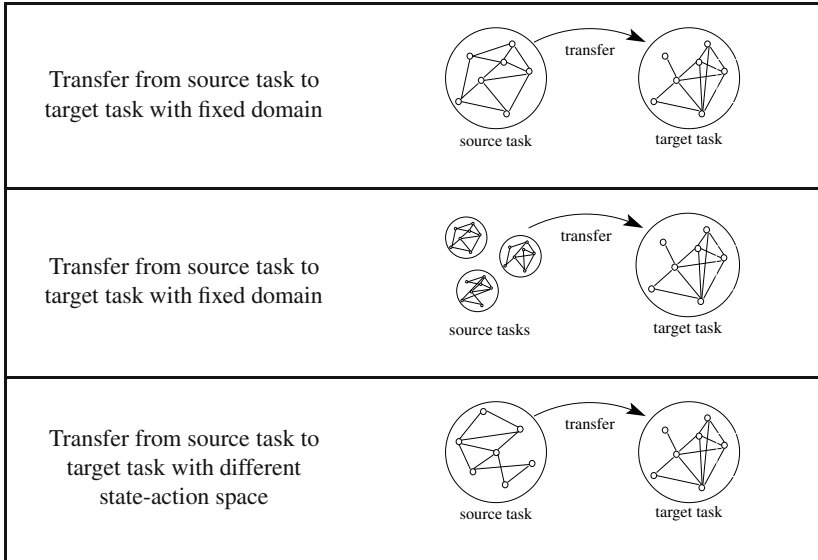 Transfer from source task to
target task with fixed domain
transfer
source task
target task
Transfer from source task to
target task with fixed domain
transfer
source tasks
target task
Transfer from source task to
target task with different
state-action space
transfer
source task
target task